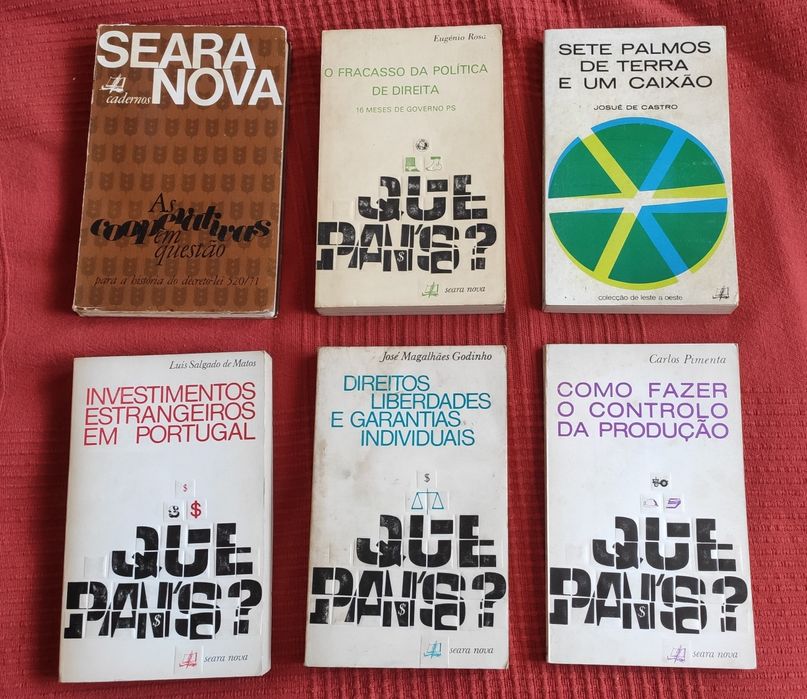 SEARA
NOVA
cadernos
As
cooperativas
em
questão
para a história do decreto-lei 520/71
Eugénio Rosa
O FRACASSO DA POLÍTICA
DE DIREITA
16 MESES DE GOVERNO PS
QUE
PAÍS?
$
seara nova
SETE PALMOS
DE TERRA
E UM CAIXÃO
JOSUÉ DE CASTRO
colecção de leste a oeste
Luís Salgado de Matos
INVESTIMENTOS
ESTRANGEIROS
EM PORTUGAL
$
$
QUE
PAÍS?
$
seara nova
José Magalhães Godinho
DIREITOS
LIBERDADES
E GARANTIAS
INDIVIDUAIS
$
QUE
PAÍS?
$
seara nova
Carlos Pimenta
COMO FAZER
O CONTROLO
DA PRODUÇÃO
QUE
PAÍS?
$
seara nova